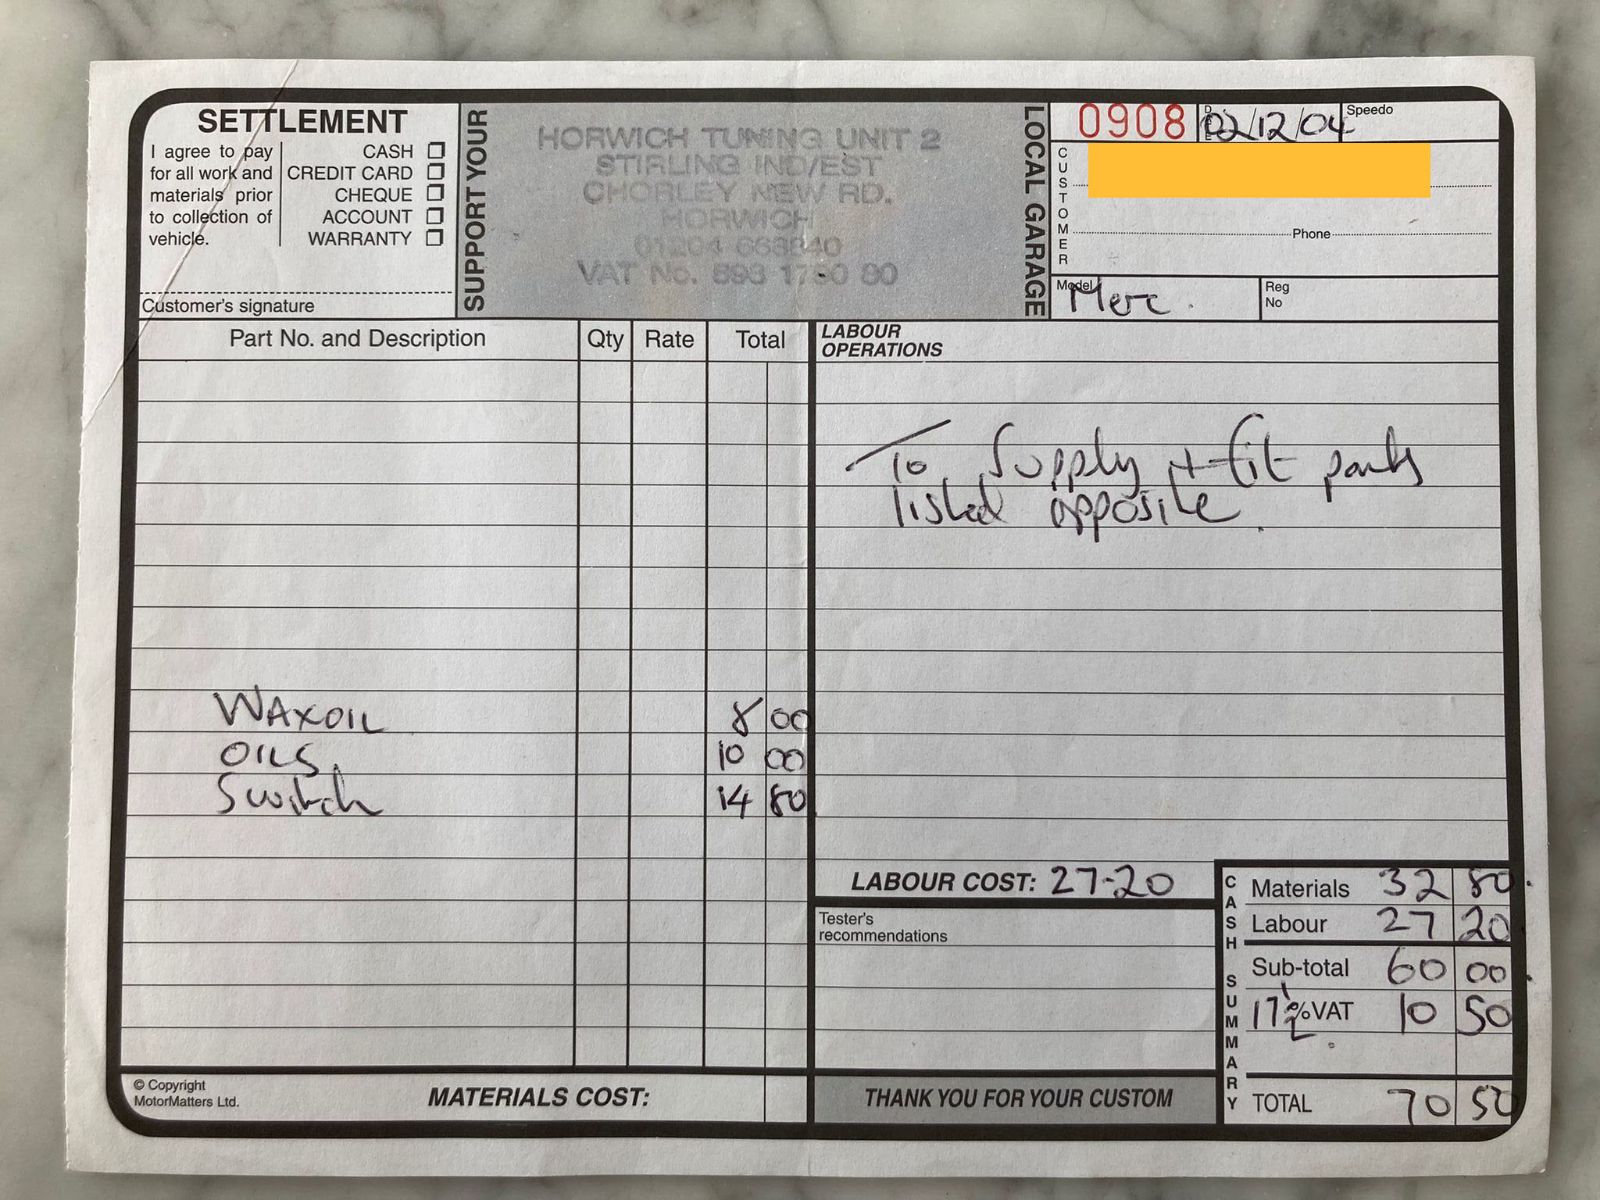 SETTLEMENT
I agree to pay for all work and materials prior to collection of vehicle.
CASH
CREDIT CARD
CHEQUE
ACCOUNT
WARRANTY
Customer's signature
SUPPORT YOUR
HORWICH TUNING UNIT 2
STIRLING IND/EST
CHORLEY NEW RD.
HORWICH
VAT No.
LOCAL GARAGE
0908
DATE 02/12/04
Speedo
CUSTOMER
Phone
Model Merc.
Reg No
Part No. and Description Qty Rate Total
LABOUR OPERATIONS
To Supply + fit parts
listed opposite.
WAXOIL 8 00
OILS. 10 00
Switch 14 80
LABOUR COST: 27-20
Tester's
recommendations
CASH SUMMARY
Materials 32 80
Labour 27 20
Sub-total 60 00
17½% VAT 10 50
TOTAL 70 50
© Copyright
MotorMatters Ltd.
MATERIALS COST:
THANK YOU FOR YOUR CUSTOM